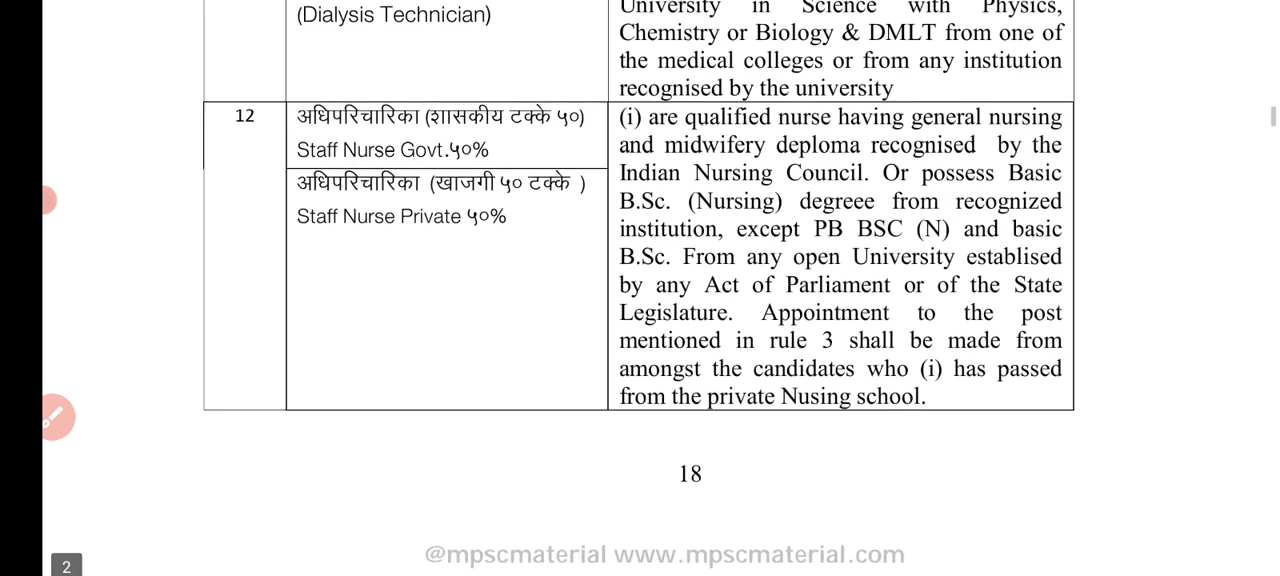 (Dialysis Technician)
University in Science with Physics,
Chemistry or Biology & DMLT from one of
the medical colleges or from any institution
recognised by the university
12
अधिपरिचारिका (शासकीय टक्के ५०)
Staff Nurse Govt.५०%
अधिपरिचारिका (खाजगी ५० टक्के )
Staff Nurse Private ५०%
(i) are qualified nurse having general nursing
and midwifery deploma recognised by the
Indian Nursing Council. Or possess Basic
B.Sc. (Nursing) degreee from recognized
institution, except PB BSC (N) and basic
B.Sc. From any open University establised
by any Act of Parliament or of the State
Legislature. Appointment to the post
mentioned in rule 3 shall be made from
amongst the candidates who (i) has passed
from the private Nusing school.
18
@mpscmaterial www.mpscmaterial.com
2